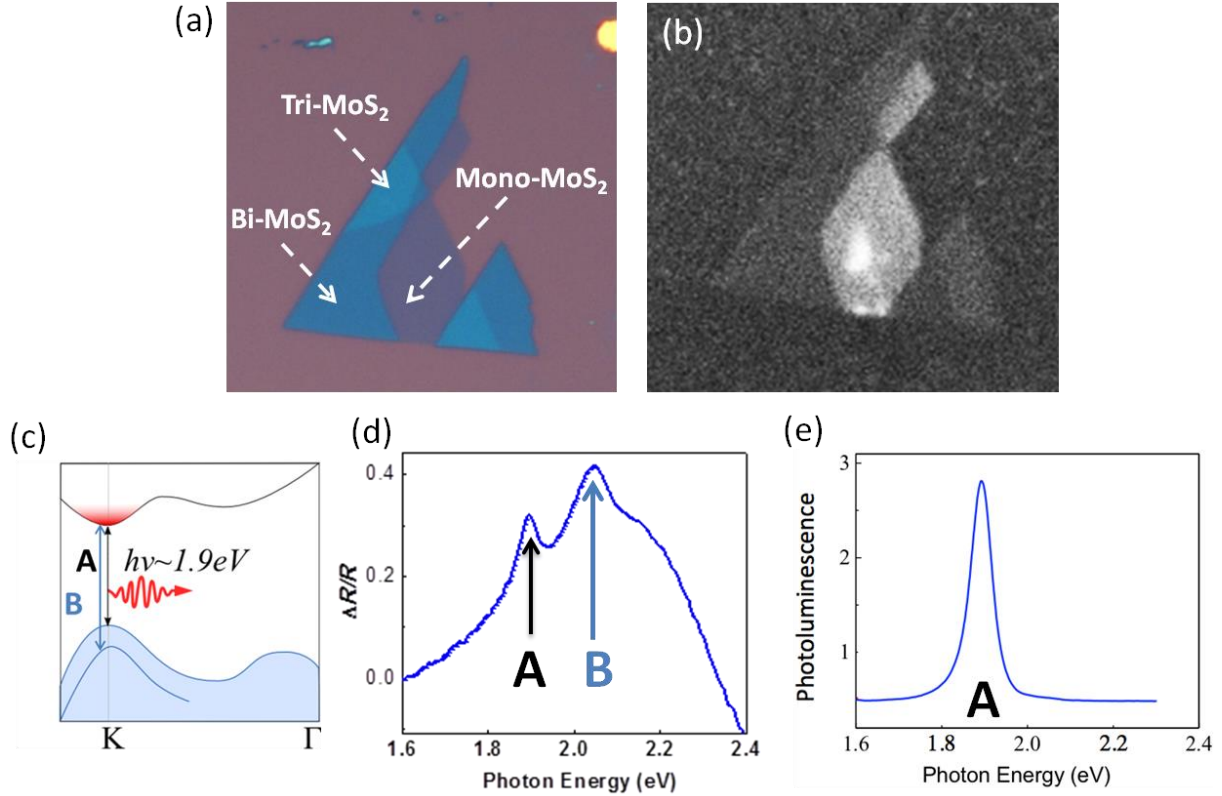 (a)
Tri-MoS₂
Mono-MoS₂
Bi-MoS₂
(b)
(c)
A
B
hν~1.9eV
K
Γ
(d)
0.4
0.2
0.0
ΔR/R
A
B
1.6
1.8
2.0
2.2
2.4
Photon Energy (eV)
(e)
3
2
1
Photoluminescence
A
1.6
1.8
2.0
2.2
2.4
Photon Energy (eV)